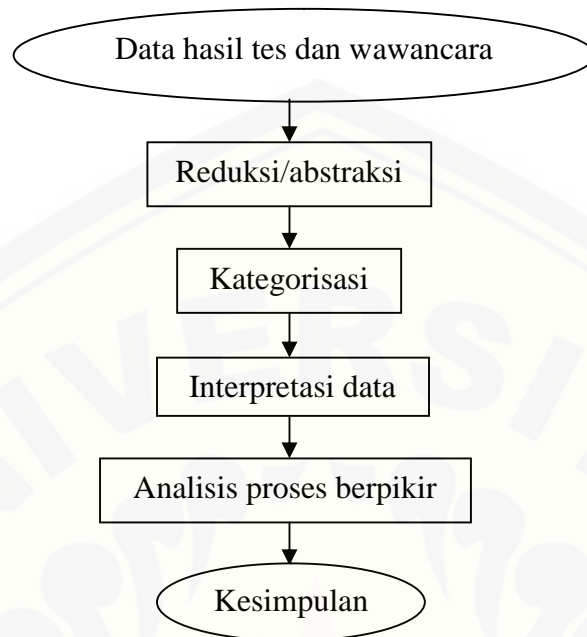 Data hasil tes dan wawancara
Reduksi/abstraksi
Kategorisasi
Interpretasi data
Analisis proses berpikir
Kesimpulan